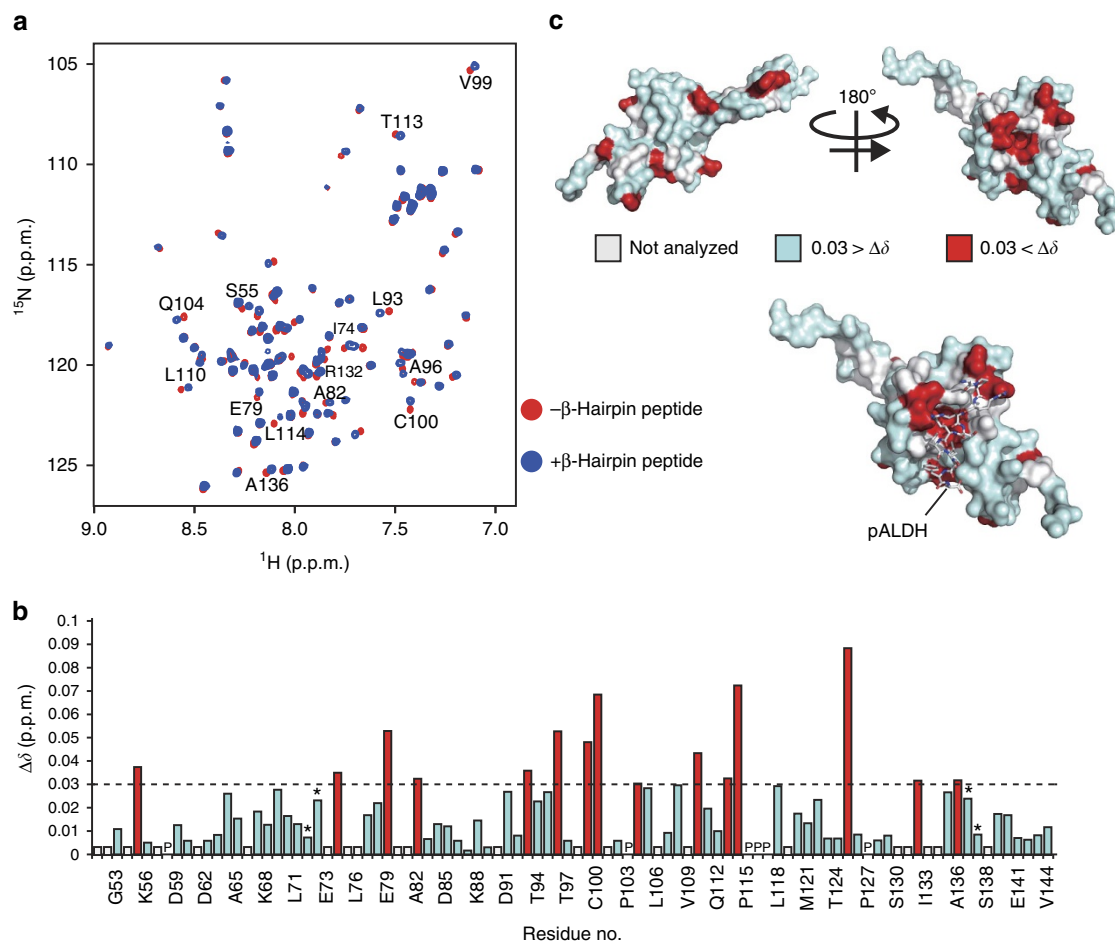 a
105
110
115
120
125
¹⁵N (p.p.m.)
9.0 8.5 8.0 7.5 7.0
¹H (p.p.m.)
V99
T113
Q104
S55
L93
I74
L110
R132
A96
E79
A82
C100
L114
A136
–β-Hairpin peptide
+β-Hairpin peptide
c
180°
Not analyzed
0.03 > Δδ
0.03 < Δδ
pALDH
b
0.1
0.09
0.08
0.07
0.06
0.05
0.04
0.03
0.02
0.01
0
Δδ (p.p.m.)
* * * *
P P PPP P
G53 K56 D59 D62 A65 K68 L71 E73 L76 E79 A82 D85 K88 D91 T94 T97 C100 P103 L106 V109 Q112 P115 L118 M121 T124 P127 S130 I133 A136 S138 E141 V144
Residue no.